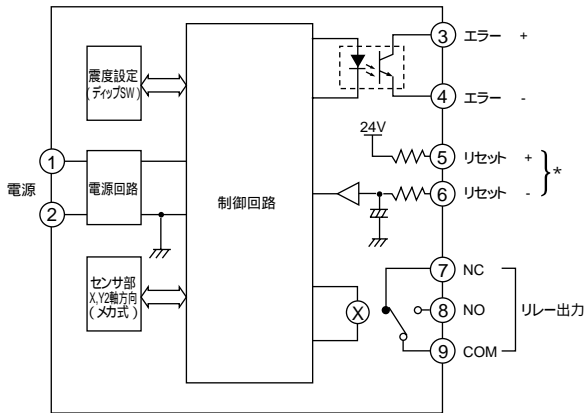 震度設定
(ディップSW)
電源
1
2
電源回路
センサ部
X,Y2軸方向
(メカ式)
制御回路
X
24V
3 エラー +
4 エラー -
5 リセット +
6 リセット -
*
7 NC
8 NO
9 COM
リレー出力